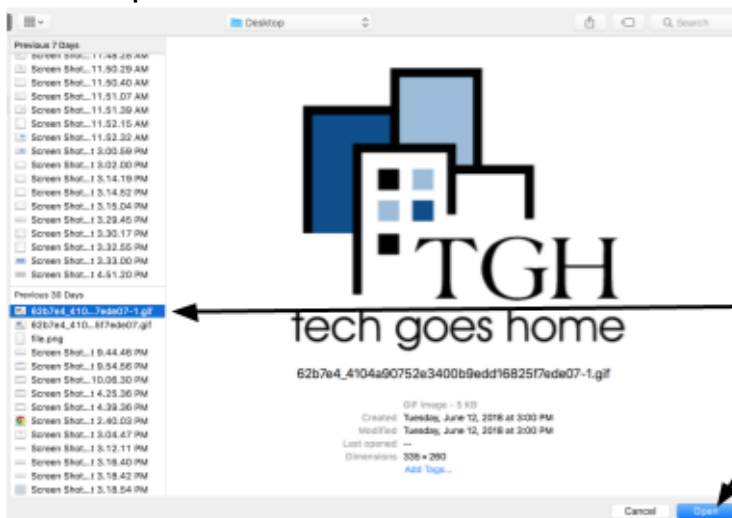 Desktop
Search
Previous 7 Days
Screen Shot...11.48.28 AM
Screen Shot...11.50.29 AM
Screen Shot...11.50.40 AM
Screen Shot...11.51.07 AM
Screen Shot...11.51.39 AM
Screen Shot...11.52.15 AM
Screen Shot...11.52.32 AM
Screen Shot...t 3.00.59 PM
Screen Shot...t 3.02.00 PM
Screen Shot...t 3.14.19 PM
Screen Shot...t 3.14.52 PM
Screen Shot...t 3.15.04 PM
Screen Shot...t 3.29.45 PM
Screen Shot...t 3.30.17 PM
Screen Shot...t 3.32.55 PM
Screen Shot...t 3.33.00 PM
Screen Shot...t 4.51.20 PM
Previous 30 Days
62b7e4_410...7ede07-1.gif
62b7e4_410...5f7ede07.gif
file.png
Screen Shot...t 9.44.46 PM
Screen Shot...t 9.54.56 PM
Screen Shot...10.06.30 PM
Screen Shot...t 4.25.36 PM
Screen Shot...t 4.39.36 PM
Screen Shot...t 2.40.03 PM
Screen Shot...t 3.04.47 PM
Screen Shot...t 3.12.11 PM
Screen Shot...t 3.16.40 PM
Screen Shot...t 3.18.42 PM
Screen Shot...t 3.18.54 PM
TGH
tech goes home
62b7e4_4104a90752e3400b9edd16825f7ede07-1.gif
GIF Image - 5 KB
Created Tuesday, June 12, 2018 at 3:00 PM
Modified Tuesday, June 12, 2018 at 3:00 PM
Last opened --
Dimensions 335 × 260
Add Tags...
Cancel
Open